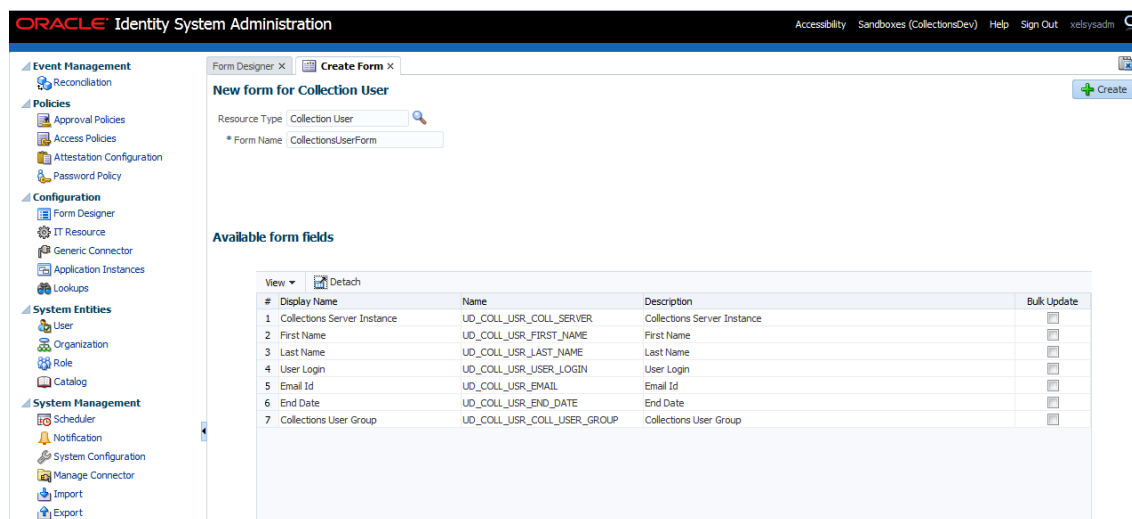 ORACLE® Identity System Administration
Accessibility Sandboxes (CollectionsDev) Help Sign Out xelsysadm
Event Management
Reconciliation
Policies
Approval Policies
Access Policies
Attestation Configuration
Password Policy
Configuration
Form Designer
IT Resource
Generic Connector
Application Instances
Lookups
System Entities
User
Organization
Role
Catalog
System Management
Scheduler
Notification
System Configuration
Manage Connector
Import
Export
Form Designer Create Form
New form for Collection User
Create
Resource Type Collection User
* Form Name CollectionsUserForm
Available form fields
View Detach
# Display Name Name Description Bulk Update
1 Collections Server Instance UD_COLL_USR_COLL_SERVER Collections Server Instance
2 First Name UD_COLL_USR_FIRST_NAME First Name
3 Last Name UD_COLL_USR_LAST_NAME Last Name
4 User Login UD_COLL_USR_USER_LOGIN User Login
5 Email Id UD_COLL_USR_EMAIL Email Id
6 End Date UD_COLL_USR_END_DATE End Date
7 Collections User Group UD_COLL_USR_COLL_USER_GROUP Collections User Group